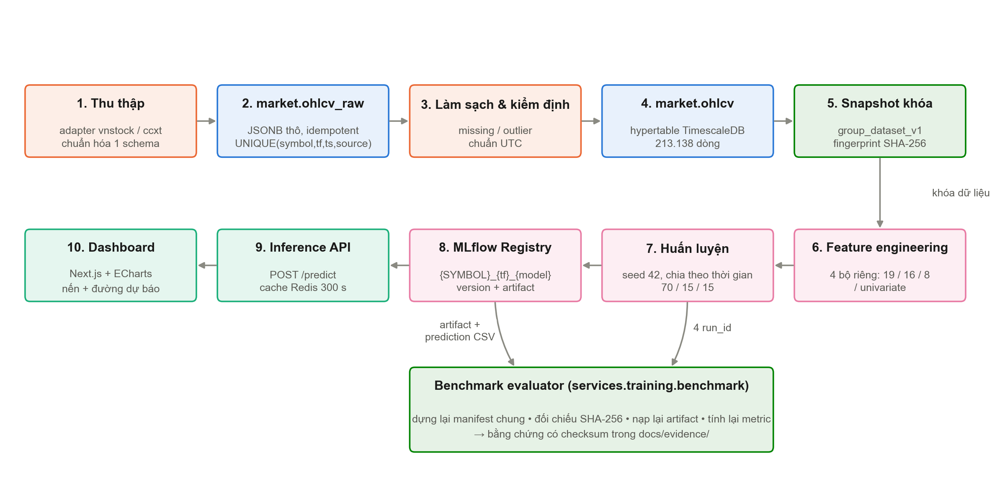 1. Thu thập
adapter vnstock / ccxt
chuẩn hóa 1 schema
2. market.ohlcv_raw
JSONB thô, idempotent
UNIQUE(symbol,tf,ts,source)
3. Làm sạch & kiểm định
missing / outlier
chuẩn UTC
4. market.ohlcv
hypertable TimescaleDB
213.138 dòng
5. Snapshot khóa
group_dataset_v1
fingerprint SHA-256
khóa dữ liệu
6. Feature engineering
4 bộ riêng: 19 / 16 / 8
/ univariate
7. Huấn luyện
seed 42, chia theo thời gian
70 / 15 / 15
8. MLflow Registry
{SYMBOL}_{tf}_{model}
version + artifact
9. Inference API
POST /predict
cache Redis 300 s
10. Dashboard
Next.js + ECharts
nến + đường dự báo
artifact +
prediction CSV
4 run_id
Benchmark evaluator (services.training.benchmark)
dựng lại manifest chung • đối chiếu SHA-256 • nạp lại artifact • tính lại metric
→ bằng chứng có checksum trong docs/evidence/